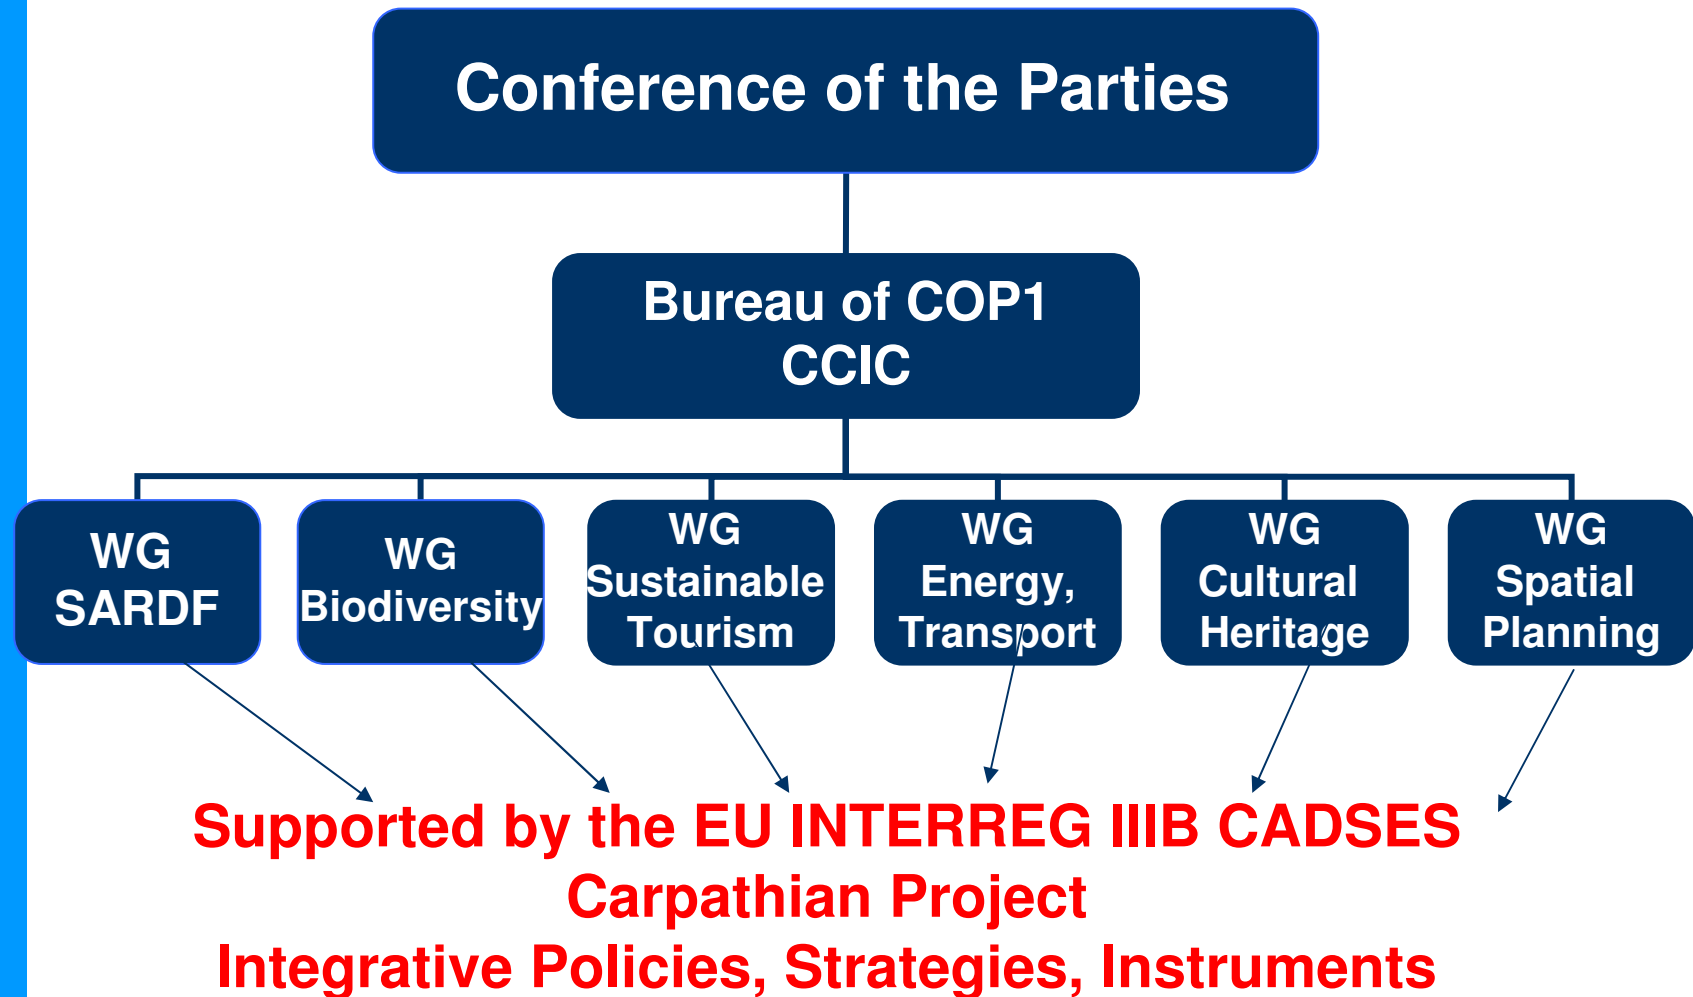 Conference of the Parties
Bureau of COP1
CCIC
WG
SARDF
WG
Biodiversity
WG
Sustainable
Tourism
WG
Energy,
Transport
WG
Cultural
Heritage
WG
Spatial
Planning
Supported by the EU INTERREG IIIB CADSES
Carpathian Project
Integrative Policies, Strategies, Instruments